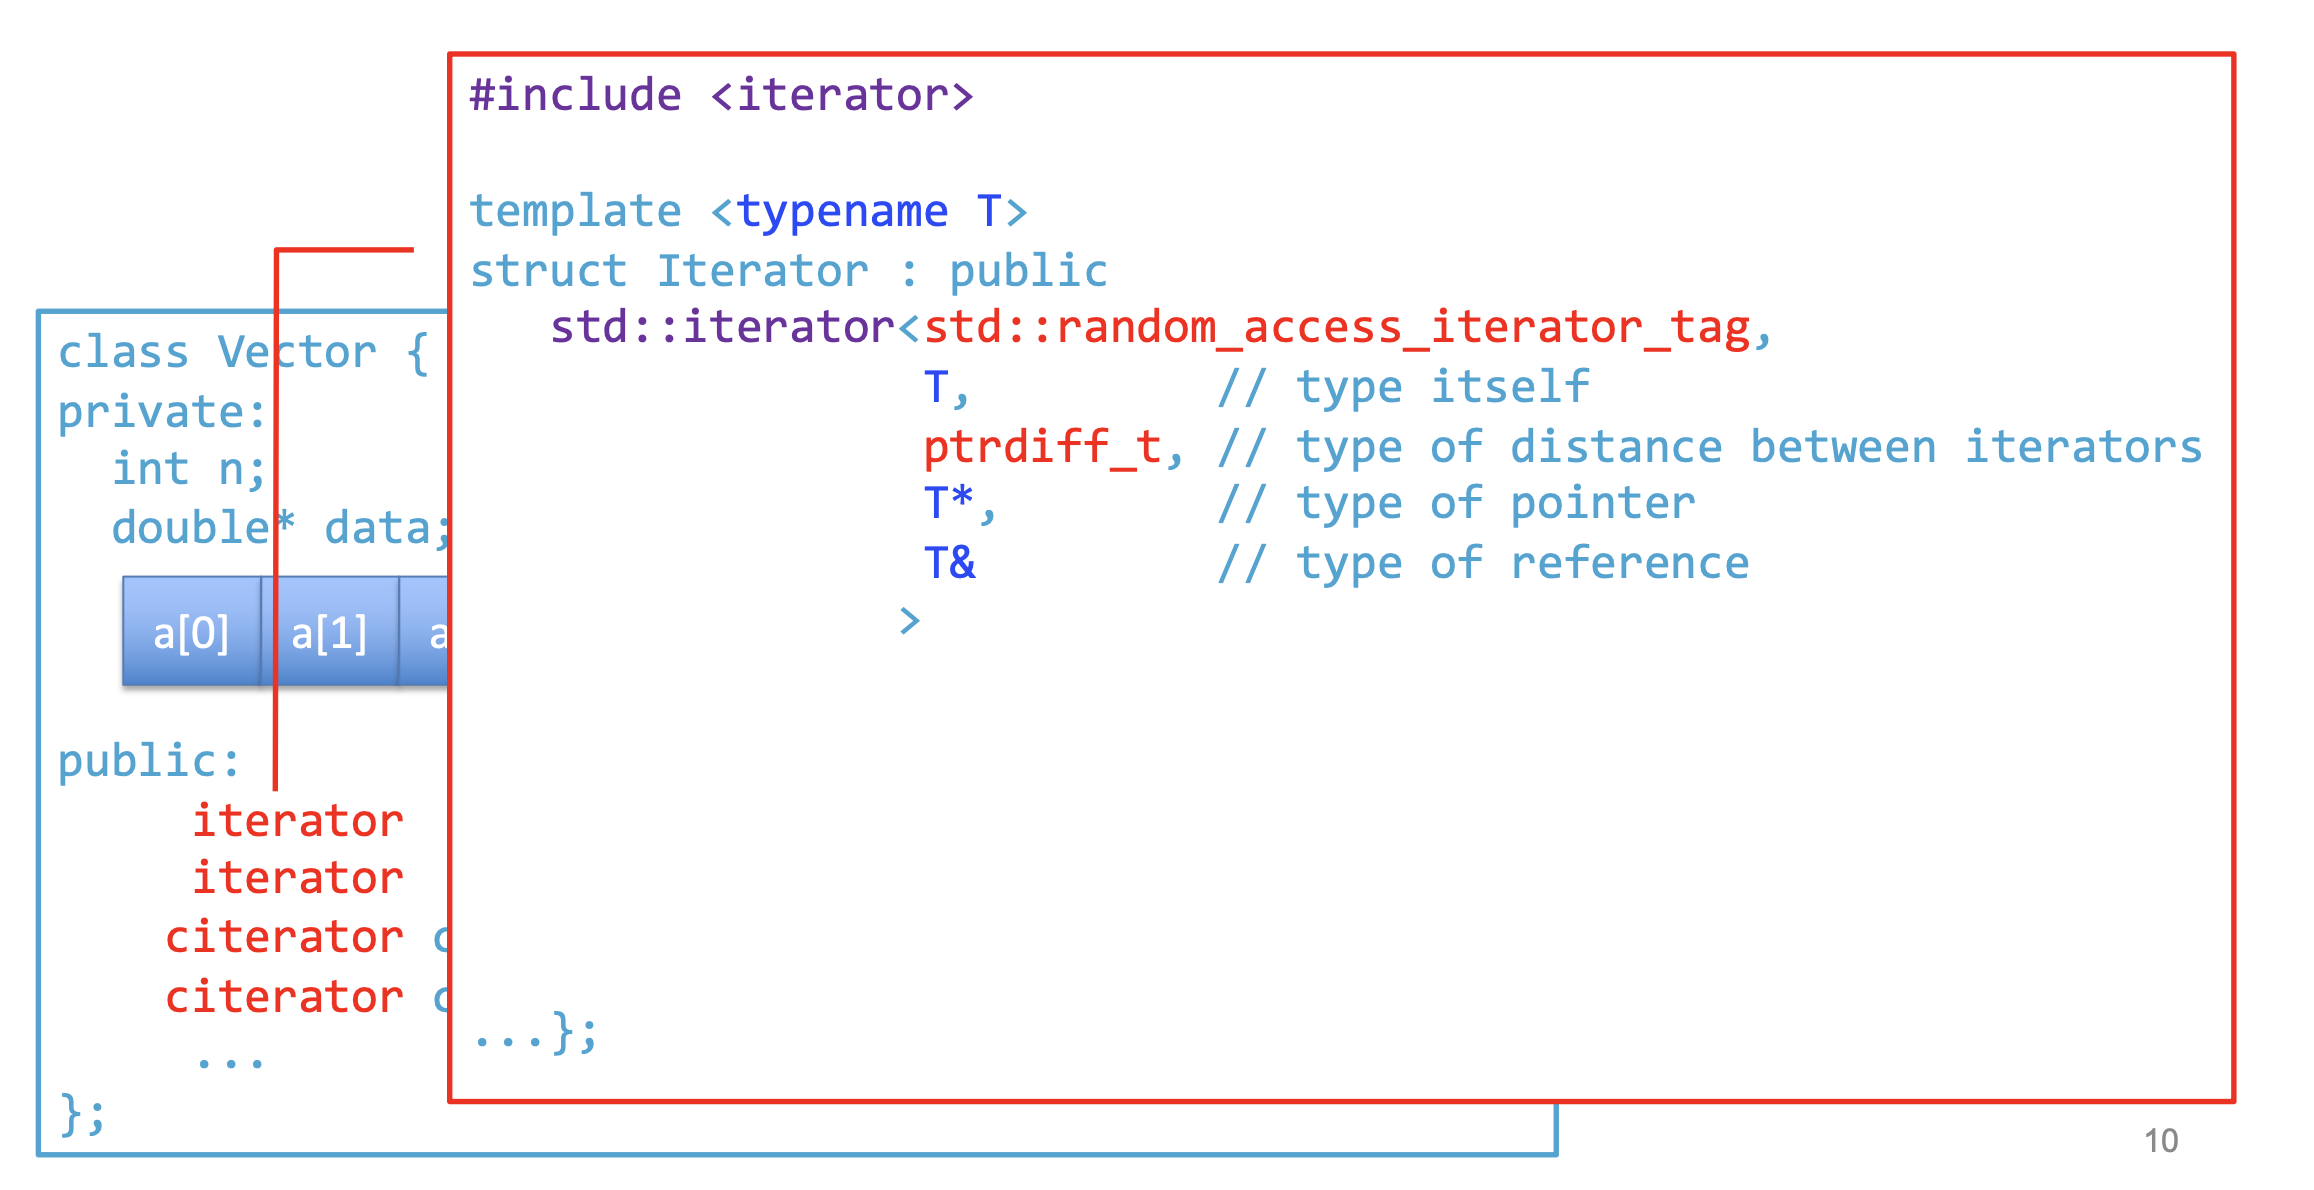 #include <iterator>
template <typename T>
struct Iterator : public
std::iterator<std::random_access_iterator_tag,
T, // type itself
ptrdiff_t, // type of distance between iterators
T*, // type of pointer
T& // type of reference
>
...};
class Vector {
private:
int n;
double* data;
a[0] a[1] a
public:
iterator
iterator
citerator c
citerator c
...
};
10